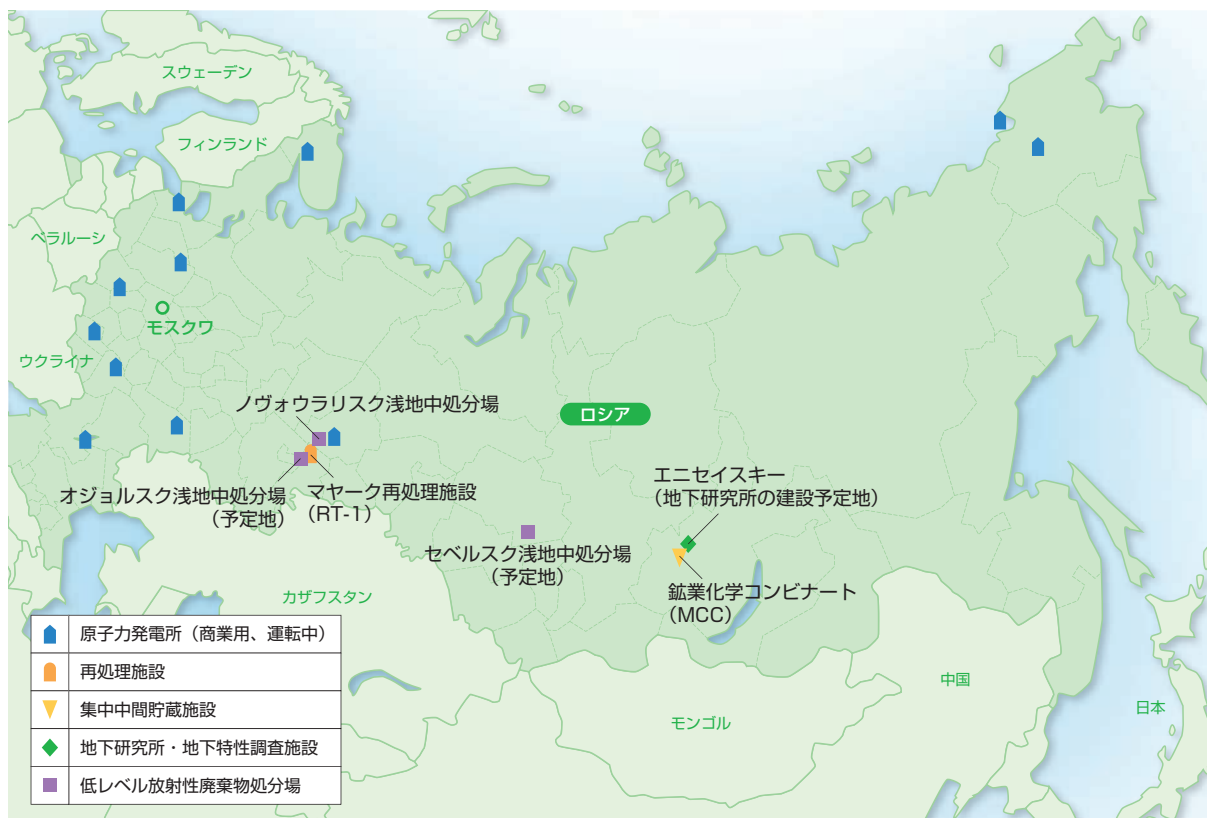 スウェーデン
フィンランド
ベラルーシ
モスクワ
ウクライナ
ノヴォウラリスク浅地中処分場
ロシア
オジョルスク浅地中処分場
(予定地)
マヤーク再処理施設
(RT-1)
エニセイスキー
(地下研究所の建設予定地)
セベルスク浅地中処分場
(予定地)
鉱業化学コンビナート
(MCC)
カザフスタン
モンゴル
中国
日本
原子力発電所(商業用、運転中)
再処理施設
集中中間貯蔵施設
地下研究所・地下特性調査施設
低レベル放射性廃棄物処分場